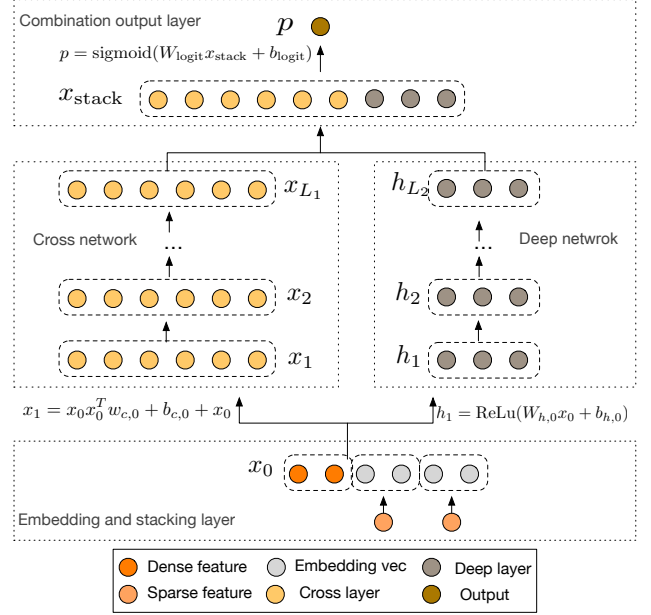 Combination output layer
p
p = sigmoid(W_logit x_stack + b_logit)
x_stack
x_{L_1}
h_{L_2}
Cross network
...
...
Deep netwrok
x_2
h_2
x_1
h_1
x_1 = x_0 x_0^T w_{c,0} + b_{c,0} + x_0
h_1 = ReLu(W_{h,0} x_0 + b_{h,0})
x_0
Embedding and stacking layer
Dense feature
Embedding vec
Deep layer
Sparse feature
Cross layer
Output